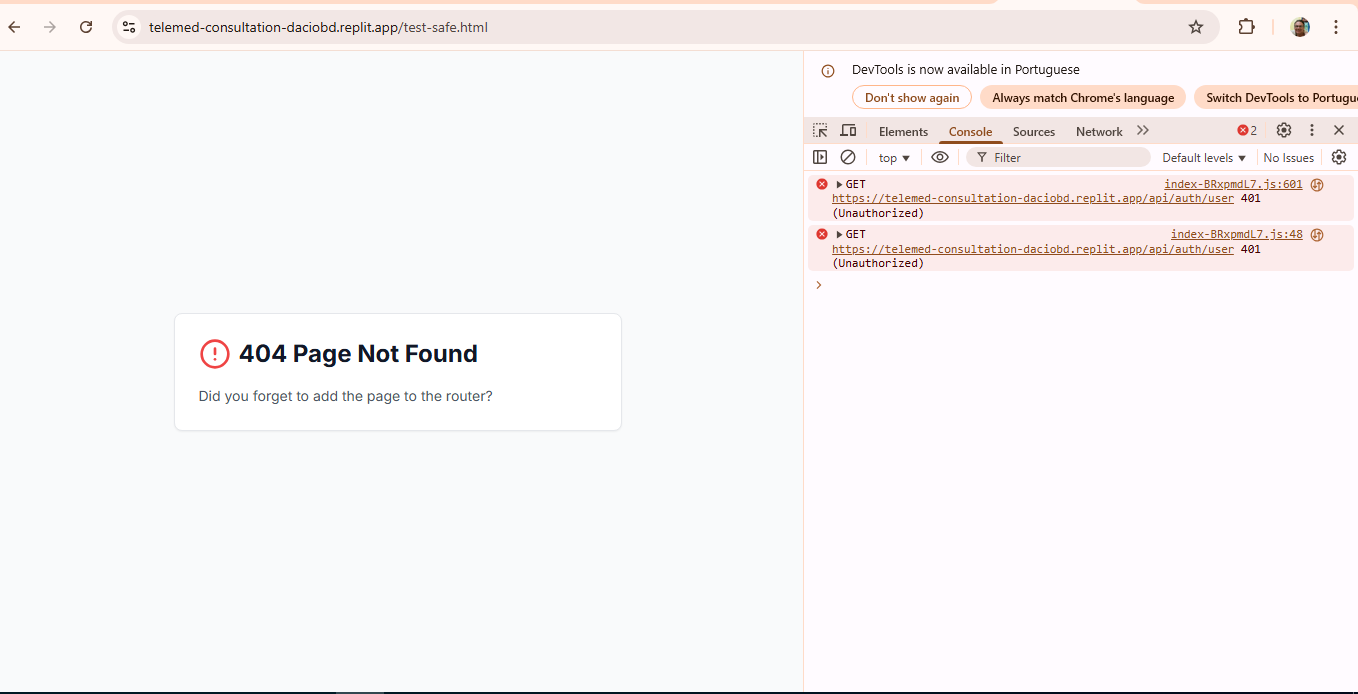 telemed-consultation-daciobd.replit.app/test-safe.html
DevTools is now available in Portuguese
Don't show again
Always match Chrome's language
Switch DevTools to Portugu
Elements
Console
Sources
Network
2
top
Filter
Default levels
No Issues
GET
index-BRxpmdL7.js:601
https://telemed-consultation-daciobd.replit.app/api/auth/user 401
(Unauthorized)
GET
index-BRxpmdL7.js:48
https://telemed-consultation-daciobd.replit.app/api/auth/user 401
(Unauthorized)
404 Page Not Found
Did you forget to add the page to the router?